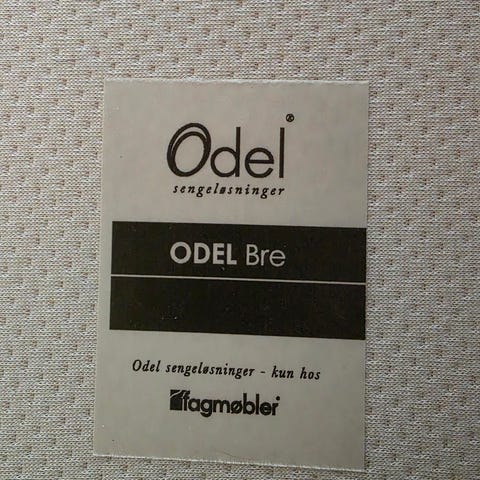 Odel®
sengeløsninger
ODEL Bre
Odel sengeløsninger - kun hos
fagmøbler